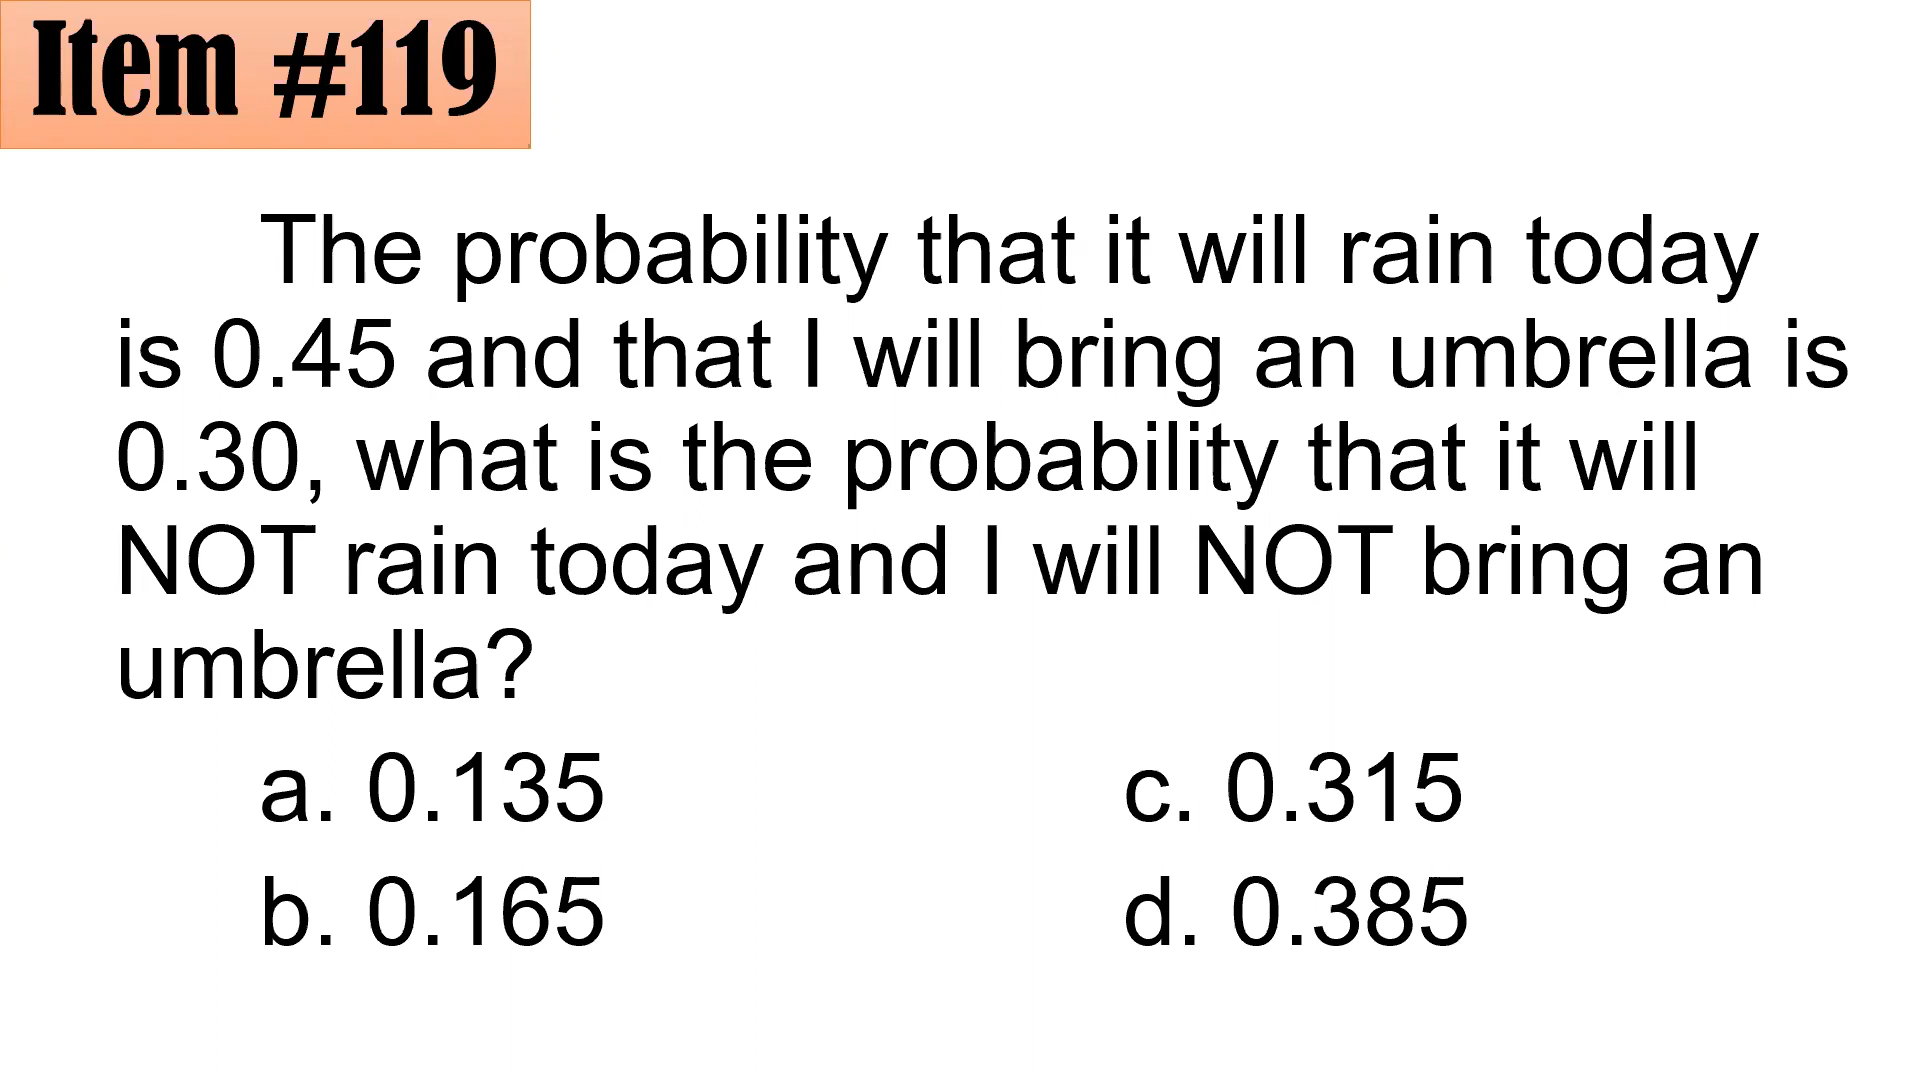 Item #119
The probability that it will rain today
is 0.45 and that I will bring an umbrella is
0.30, what is the probability that it will
NOT rain today and I will NOT bring an
umbrella?
a. 0.135 c. 0.315
b. 0.165 d. 0.385